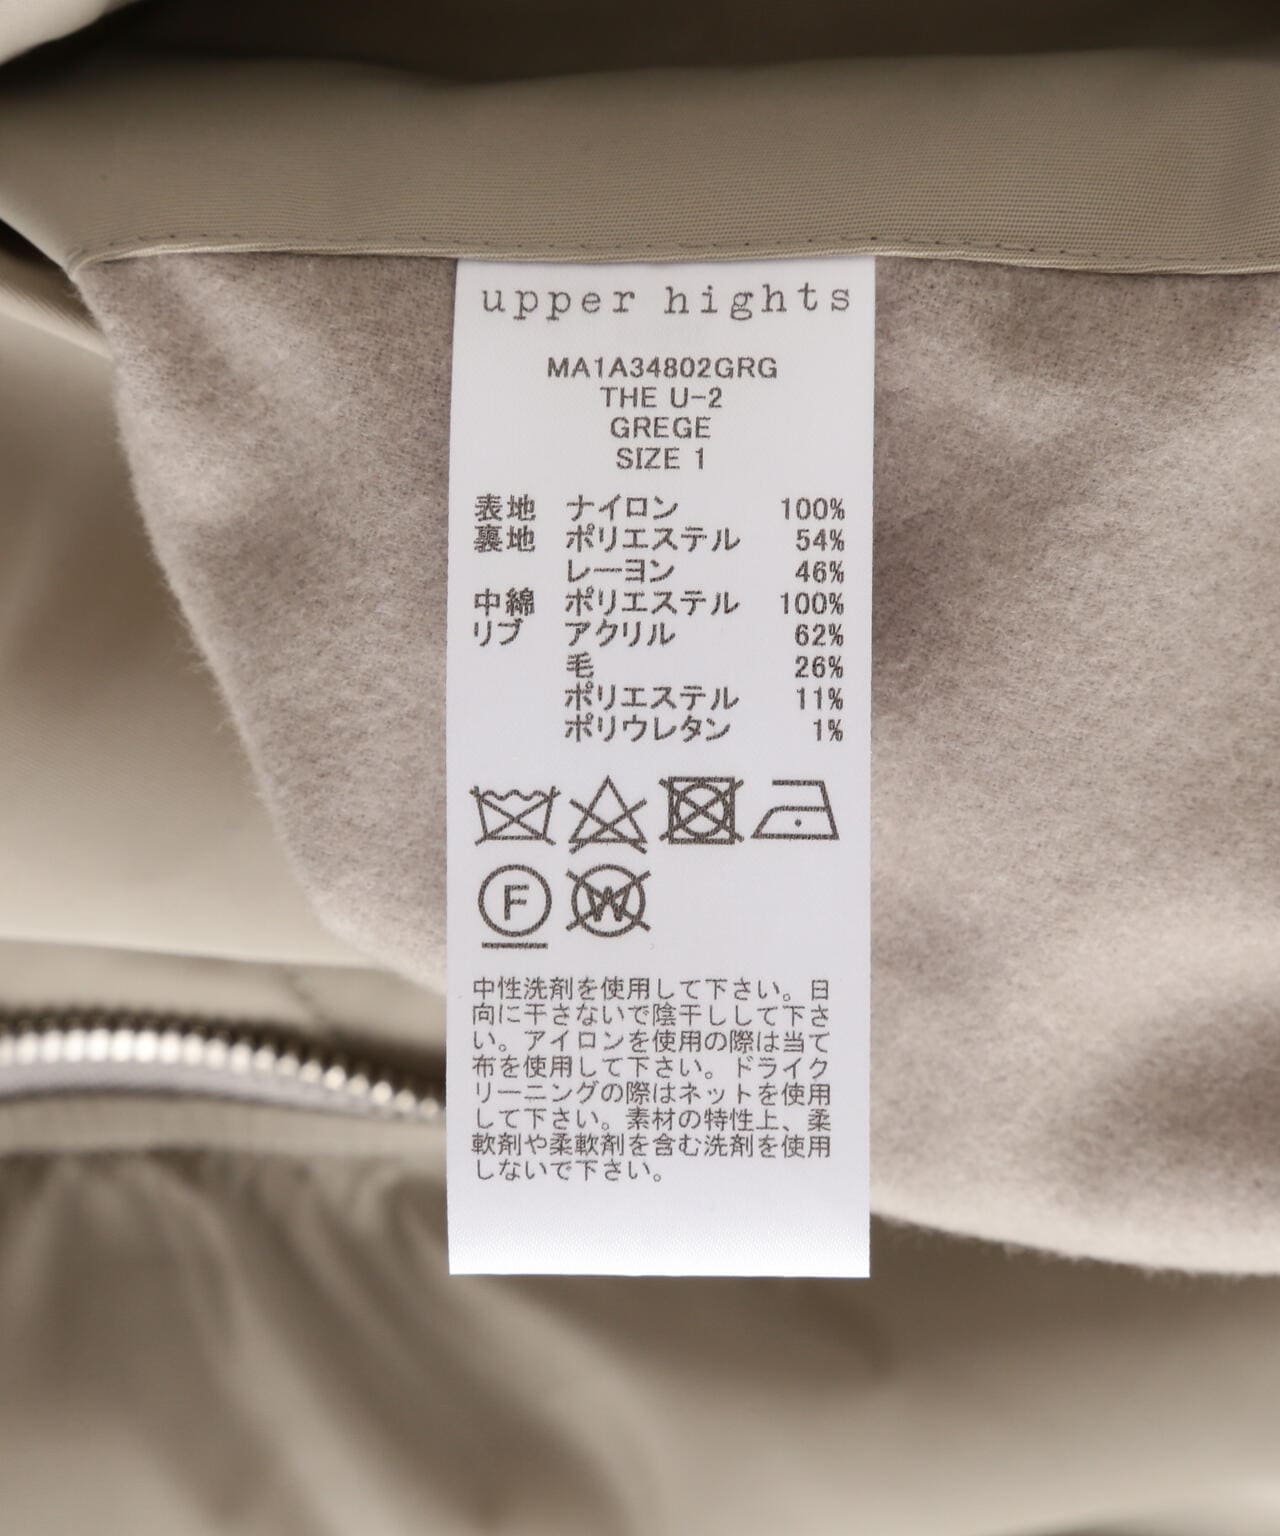 upper hights
MA1A34802GRG
THE U-2
GREGE
SIZE 1
表地 ナイロン 100%
裏地 ポリエステル 54%
レーヨン 46%
中綿 ポリエステル 100%
リブ アクリル 62%
毛 26%
ポリエステル 11%
ポリウレタン 1%
F W
中性洗剤を使用して下さい。日
向に干さないで陰干しして下さ
い。アイロンを使用の際は当て
布を使用して下さい。ドライク
リーニングの際はネットを使用
して下さい。素材の特性上、柔
軟剤や柔軟剤を含む洗剤を使用
しないで下さい。